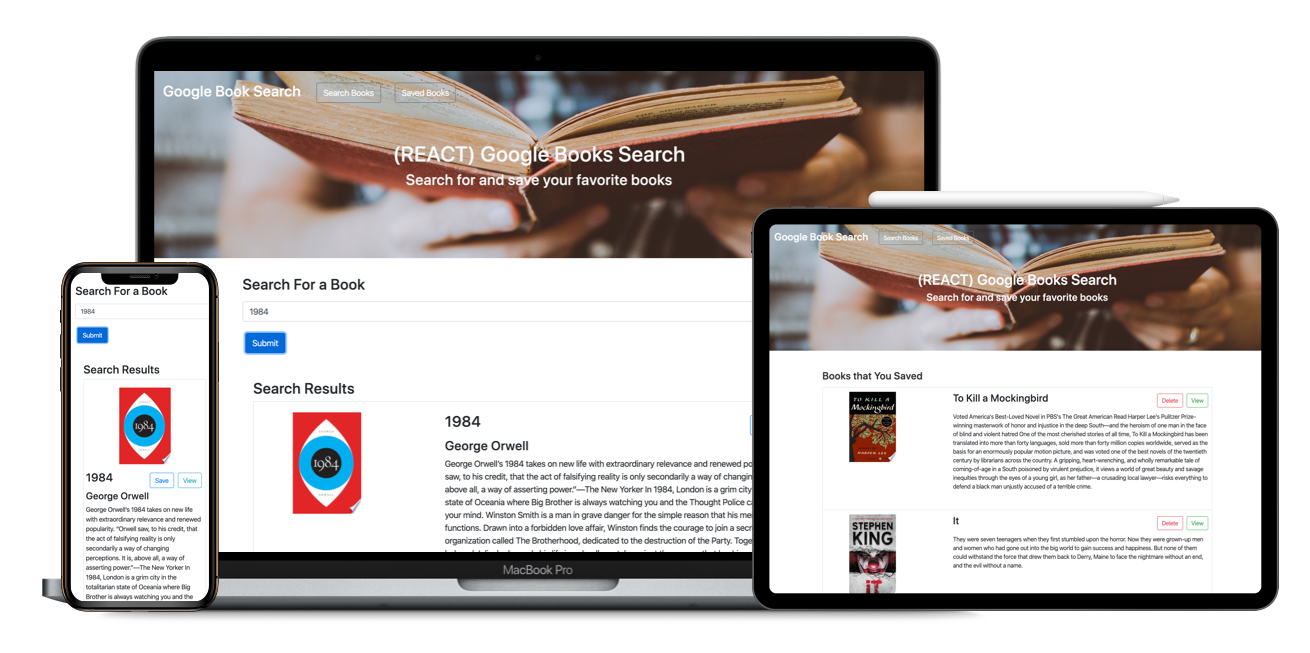 Google Book Search
Search Books
Saved Books
(REACT) Google Books Search
Search for and save your favorite books
Search For a Book
1984
Submit
Search Results
1984
1984
George Orwell
George Orwell's 1984 takes on new life with extraordinary relevance and renewed po
saw, to his credit, that the act of falsifying reality is only secondarily a way of changin
above all, a way of asserting power."—The New Yorker In 1984, London is a grim city
state of Oceania where Big Brother is always watching you and the Thought Police ca
your mind. Winston Smith is a man in grave danger for the simple reason that his me
functions. Drawn into a forbidden love affair, Winston finds the courage to join a secr
organization called The Brotherhood, dedicated to the destruction of the Party. Toge
MacBook Pro
Search For a Book
1984
Submit
Search Results
1984
1984
Save
View
George Orwell
George Orwell's 1984 takes on new life
with extraordinary relevance and renewed
popularity. "Orwell saw, to his credit, that
the act of falsifying reality is only
secondarily a way of changing
perceptions. It is, above all, a way of
asserting power."—The New Yorker In
1984, London is a grim city in the
totalitarian state of Oceania where Big
Brother is always watching you and the
Google Book Search
Search Books
Saved Books
(REACT) Google Books Search
Search for and save your favorite books
Books that You Saved
TO KILL A
Mockingbird
HARPER LEE
To Kill a Mockingbird
Delete
View
Voted America's Best-Loved Novel in PBS's The Great American Read Harper Lee's Pulitzer Prize-
winning masterwork of honor and injustice in the deep South—and the heroism of one man in the face
of blind and violent hatred One of the most cherished stories of all time, To Kill a Mockingbird has been
translated into more than forty languages, sold more than forty million copies worldwide, served as the
basis for an enormously popular motion picture, and was voted one of the best novels of the twentieth
century by librarians across the country. A gripping, heart-wrenching, and wholly remarkable tale of
coming-of-age in a South poisoned by virulent prejudice, it views a world of great beauty and savage
inequities through the eyes of a young girl, as her father—a crusading local lawyer—risks everything to
defend a black man unjustly accused of a terrible crime.
STEPHEN
KING
iT
It
Delete
View
They were seven teenagers when they first stumbled upon the horror. Now they were grown-up men
and women who had gone out into the big world to gain success and happiness. But none of them
could withstand the force that drew them back to Derry, Maine to face the nightmare without an end,
and the evil without a name.